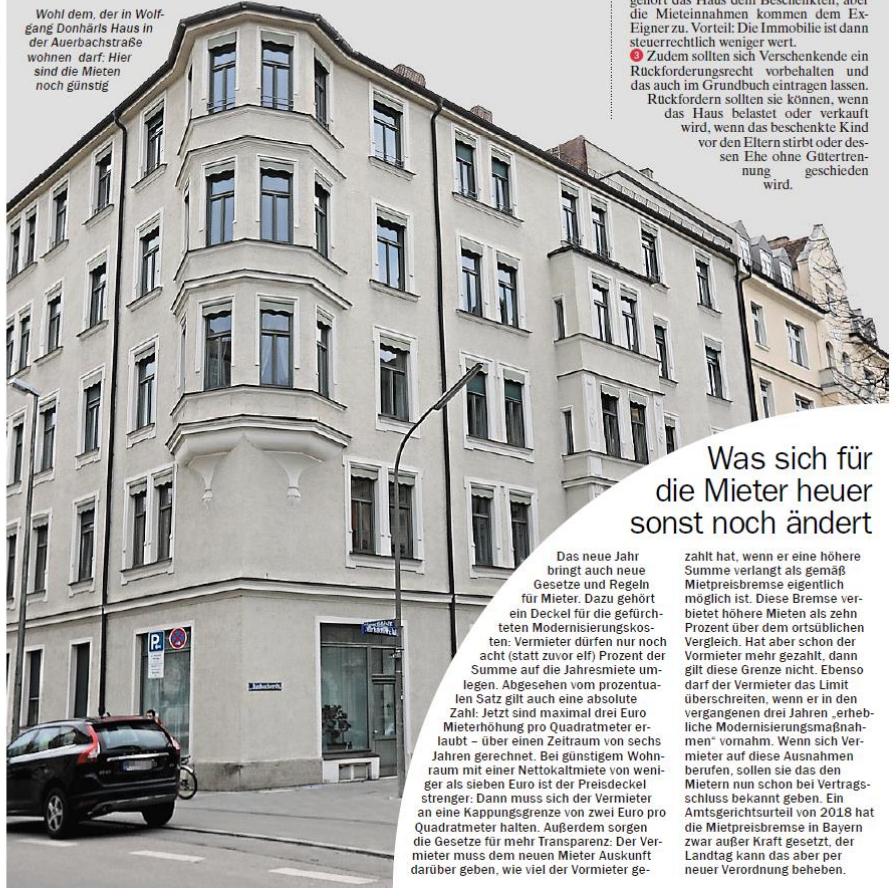 Wohl dem, der in Wolf-
gang Donhärls Haus in
der Auerbachstraße
wohnen darf: Hier
sind die Mieten
noch günstig
gehört das Haus dem Beschenkten, aber
die Mieteinnahmen kommen dem Ex-
Eigner zu. Vorteil: Die Immobilie ist dann
steuerrechtlich weniger wert.
3 Zudem sollten sich Verschenkende ein
Rückforderungsrecht vorbehalten und
das auch im Grundbuch eintragen lassen.
Rückfordern sollten sie können, wenn
das Haus belastet oder verkauft
wird, wenn das beschenkte Kind
vor den Eltern stirbt oder des-
sen Ehe ohne Gütertren-
nung geschieden
wird.
P
Was sich für
die Mieter heuer
sonst noch ändert
Das neue Jahr
bringt auch neue
Gesetze und Regeln
für Mieter. Dazu gehört
ein Deckel für die gefürch-
teten Modernisierungskos-
ten: Vermieter dürfen nur noch
acht (statt zuvor elf) Prozent der
Summe auf die Jahresmiete um-
legen. Abgesehen vom prozentua-
len Satz gilt auch eine absolute
Zahl: Jetzt sind maximal drei Euro
Mieterhöhung pro Quadratmeter er-
laubt – über einen Zeitraum von sechs
Jahren gerechnet. Bei günstigem Wohn-
raum mit einer Nettokaltmiete von weni-
ger als sieben Euro ist der Preisdeckel
strenger: Dann muss sich der Vermieter
an eine Kappungsgrenze von zwei Euro pro
Quadratmeter halten. Außerdem sorgen
die Gesetze für mehr Transparenz: Der Ver-
mieter muss dem neuen Mieter Auskunft
darüber geben, wie viel der Vormieter ge-
zahlt hat, wenn er eine höhere
Summe verlangt als gemäß
Mietpreisbremse eigentlich
möglich ist. Diese Bremse ver-
bietet höhere Mieten als zehn
Prozent über dem ortsüblichen
Vergleich. Hat aber schon der
Vormieter mehr gezahlt, dann
gilt diese Grenze nicht. Ebenso
darf der Vermieter das Limit
überschreiten, wenn er in den
vergangenen drei Jahren „erheb-
liche Modernisierungsmaßnah-
men“ vornahm. Wenn sich Ver-
mieter auf diese Ausnahmen
berufen, sollen sie das den
Mietern nun schon bei Vertrags-
schluss bekannt geben. Ein
Amtsgerichtsurteil von 2018 hat
die Mietpreisbremse in Bayern
zwar außer Kraft gesetzt, der
Landtag kann das aber per
neuer Verordnung beheben.